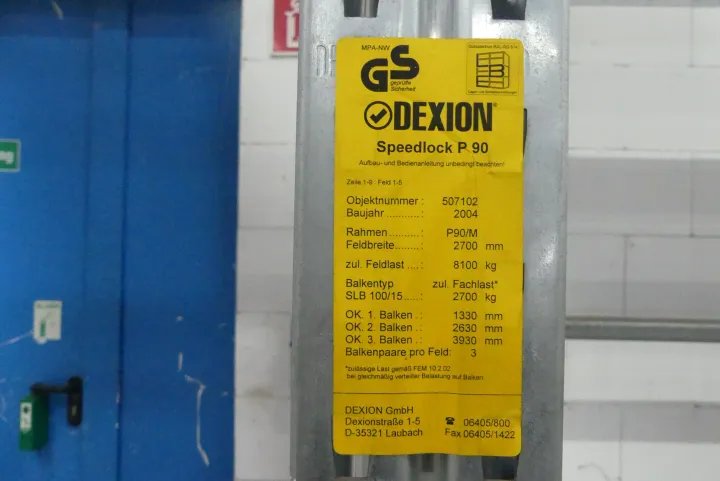 MPA-NW
GS
geprüfte
Sicherheit
DEXION
Speedlock P 90
Aufbau- und Bedienanleitung unbedingt beachten!
Zeile 1-9 : Feld 1-5
Objektnummer : 507102
Baujahr ........... : 2004
Rahmen .......... : P90/M
Feldbreite ........ : 2700 mm
zul. Feldlast .... : 8100 kg
Balkentyp zul. Fachlast*
SLB 100/15 ..... : 2700 kg
OK. 1. Balken . : 1330 mm
OK. 2. Balken . : 2630 mm
OK. 3. Balken . : 3930 mm
Balkenpaare pro Feld: 3
*zulässige Last gemäß FEM 10.2.02
bei gleichmäßig verteilter Belastung auf Balken
DEXION GmbH
Dexionstraße 1-5 ☎ 06405/800
D-35321 Laubach Fax 06405/1422